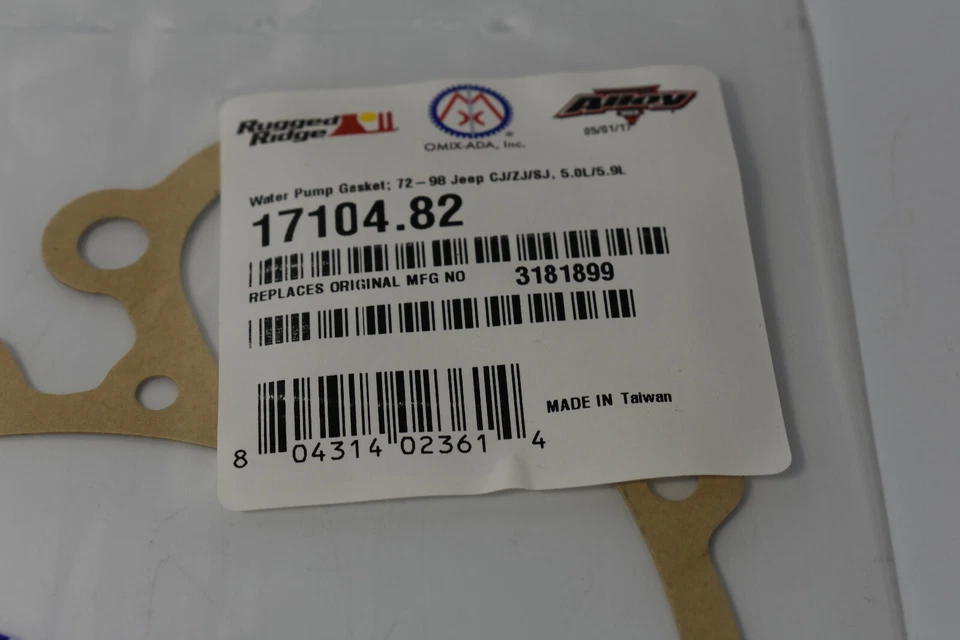 Rugged
Ridge
OMIX-ADA, Inc.
®
Alloy
05/01/17
Water Pump Gasket; 72-98 Jeep CJ/ZJ/SJ, 5.0L/5.9L
17104.82
REPLACES ORIGINAL MFG NO 3181899
MADE IN Taiwan
8 04314 02361 4